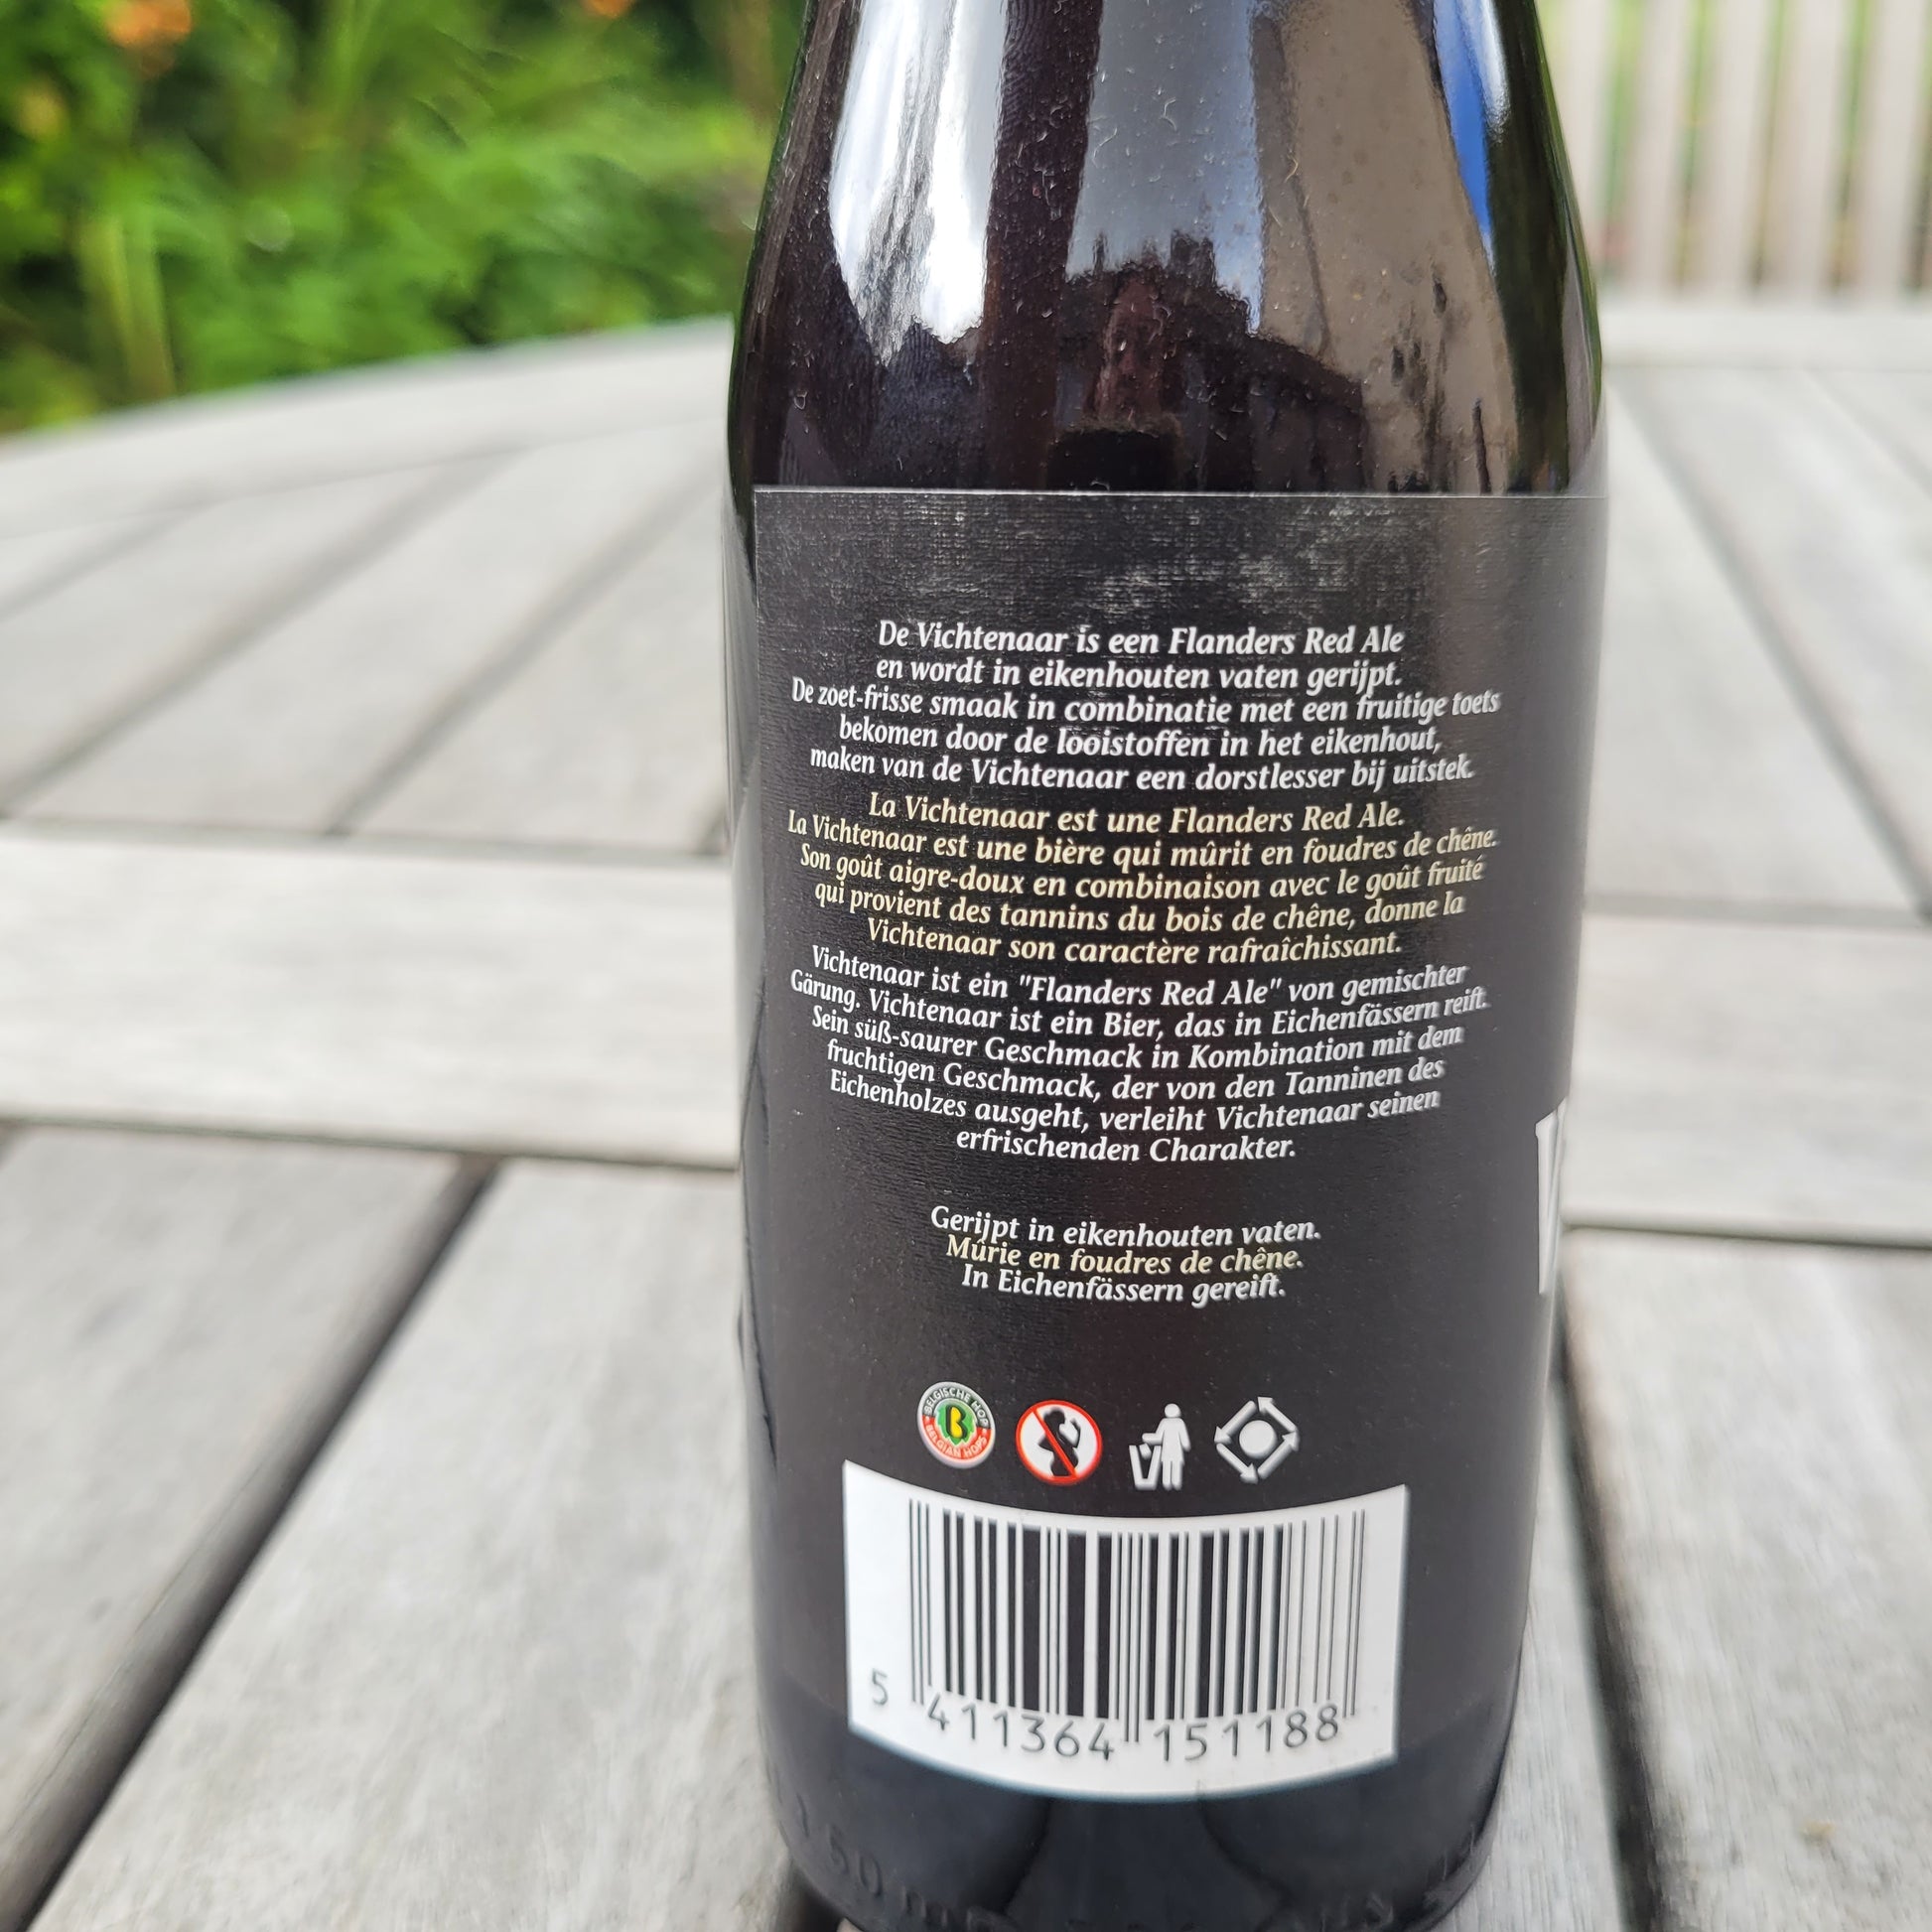 De Vichtenaar is een Flanders Red Ale
en wordt in eikenhouten vaten gerijpt.
De zoet-frisse smaak in combinatie met een fruitige toets
bekomen door de looistoffen in het eikenhout,
maken van de Vichtenaar een dorstlesser bij uitstek.
La Vichtenaar est une Flanders Red Ale.
La Vichtenaar est une bière qui mûrit en foudres de chêne.
Son goût aigre-doux en combinaison avec le goût fruité
qui provient des tannins du bois de chêne, donne la
Vichtenaar son caractère rafraîchissant.
Vichtenaar ist ein "Flanders Red Ale" von gemischter
Gärung. Vichtenaar ist ein Bier, das in Eichenfässern reift.
Sein süß-saurer Geschmack in Kombination mit dem
fruchtigen Geschmack, der von den Tanninen des
Eichenholzes ausgeht, verleiht Vichtenaar seinen
erfrischenden Charakter.
Gerijpt in eikenhouten vaten.
Mûrie en foudres de chêne.
In Eichenfässern gereift.
BELGISCHE HOP
B
BELGIAN HOPS
5 411364 151188